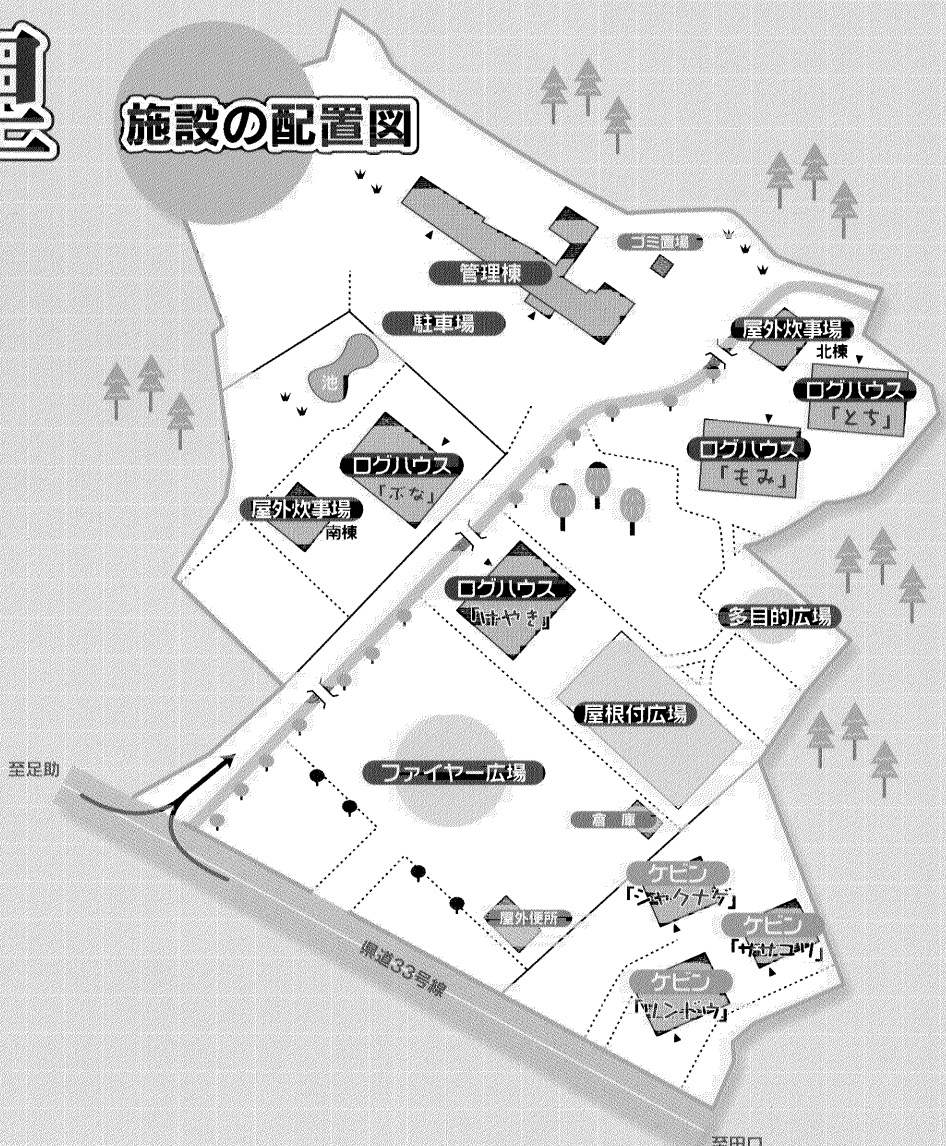 施設の配置図
ゴミ置場
管理棟
駐車場
屋外炊事場
北棟
池
ログハウス
「とち」
ログハウス
「もみ」
ログハウス
「ぶな」
屋外炊事場
南棟
ログハウス
「けやき」
多目的広場
屋根付広場
至足助
ファイヤー広場
倉 庫
ケビン
「シャクナゲ」
屋外便所
ケビン
ケビン
「リンドウ」
県道33号線
至田口